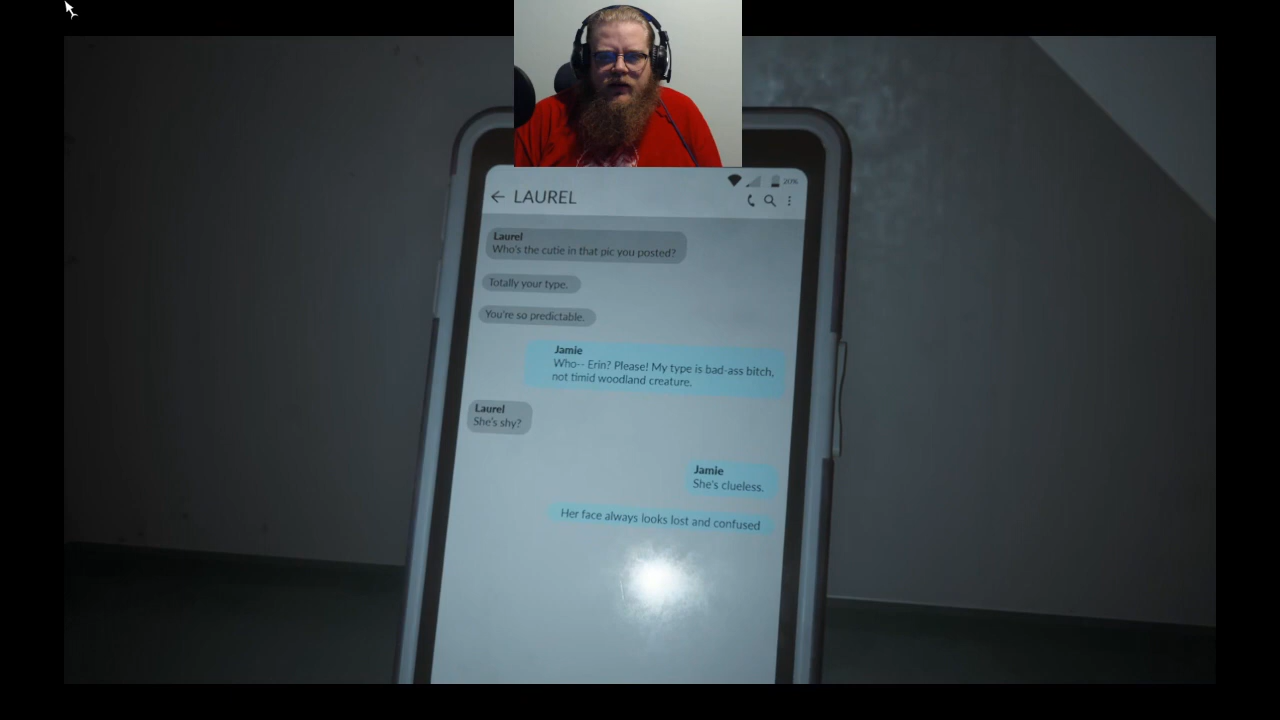 20%
LAUREL
Laurel
Who's the cutie in that pic you posted?
Totally your type.
You're so predictable.
Jamie
Who-- Erin? Please! My type is bad-ass bitch,
not timid woodland creature.
Laurel
She's shy?
Jamie
She's clueless.
Her face always looks lost and confused